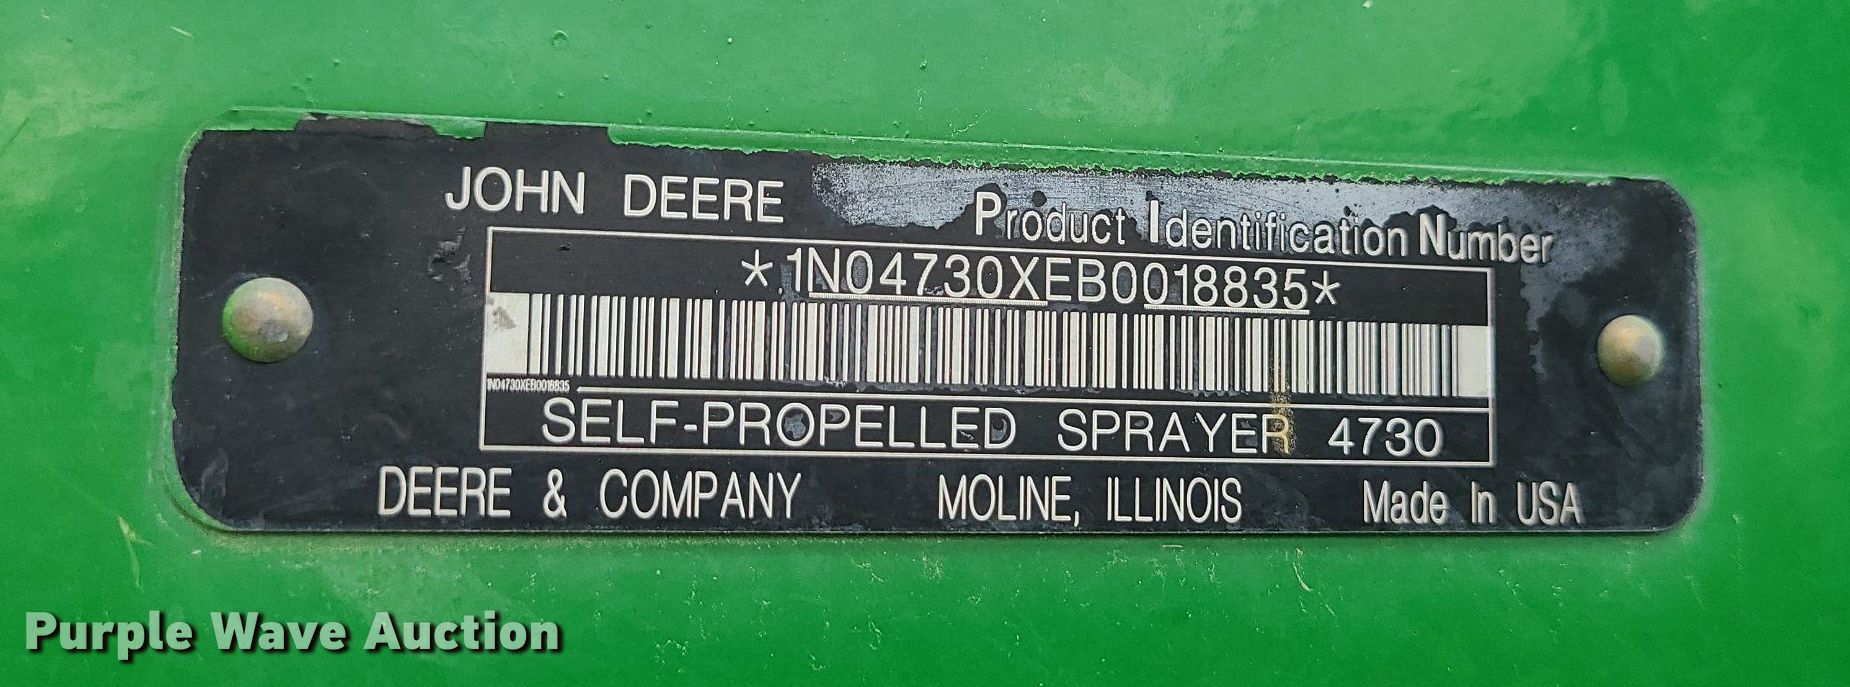 JOHN DEERE
Product Identification Number
*1N04730XEB0018835*
1N04730XEB0018835
SELF-PROPELLED SPRAYER 4730
DEERE & COMPANY MOLINE, ILLINOIS Made In USA
Purple Wave Auction